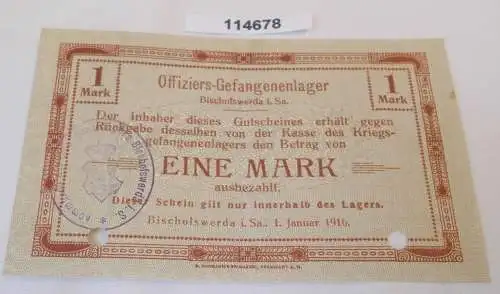 114678
1 Mark
1 Mark
Offiziers-Gefangenenlager
Bischofswerda i. Sa.
Der Inhaber dieses Gutscheines erhält gegen
Rückgabe desselben von der Kasse des Kriegs-
gefangenenlagers den Betrag von
EINE MARK
ausbezahlt.
Dieser Schein gilt nur innerhalb des Lagers.
Bischofswerda i. Sa., 1. Januar 1916.
Bischofswerda i. S.